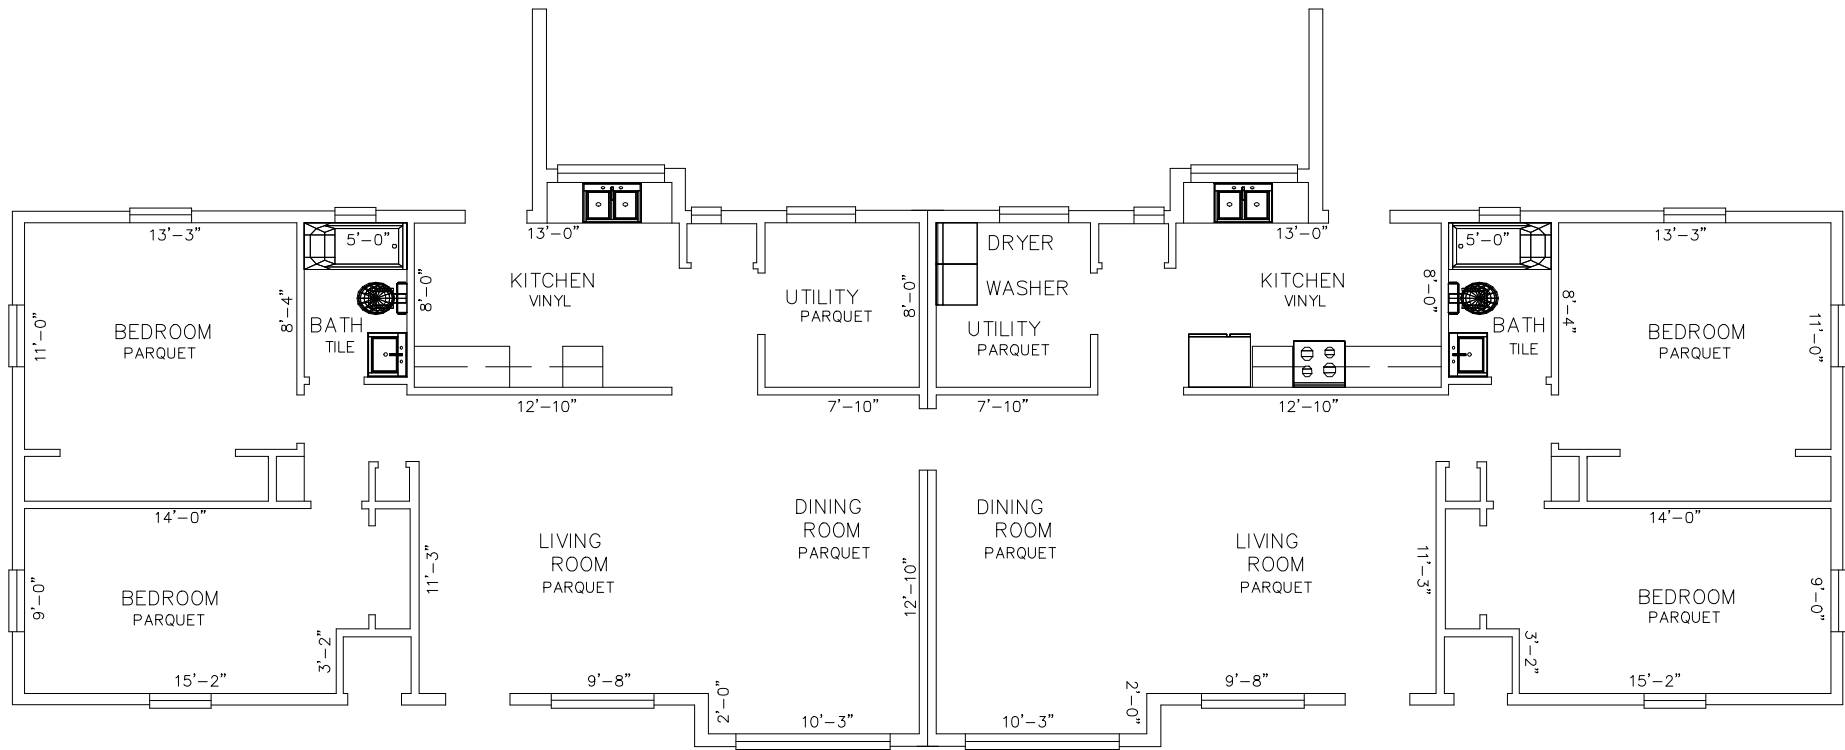 13'-3"
5'-0"
13'-0"
DRYER
13'-0"
5'-0"
13'-3"
KITCHEN
VINYL
UTILITY
PARQUET
WASHER
KITCHEN
VINYL
8'-0"
8'-0"
8'-0"
11'-0"
8'-4"
8'-4"
11'-0"
BEDROOM
PARQUET
BATH
TILE
UTILITY
PARQUET
BATH
TILE
BEDROOM
PARQUET
12'-10"
7'-10"
7'-10"
12'-10"
14'-0"
14'-0"
DINING
ROOM
PARQUET
DINING
ROOM
PARQUET
LIVING
ROOM
PARQUET
LIVING
ROOM
PARQUET
11'-3"
12'-10"
11'-3"
9'-0"
9'-0"
BEDROOM
PARQUET
BEDROOM
PARQUET
3'-2"
3'-2"
15'-2"
9'-8"
9'-8"
15'-2"
2'-0"
2'-0"
10'-3"
10'-3"